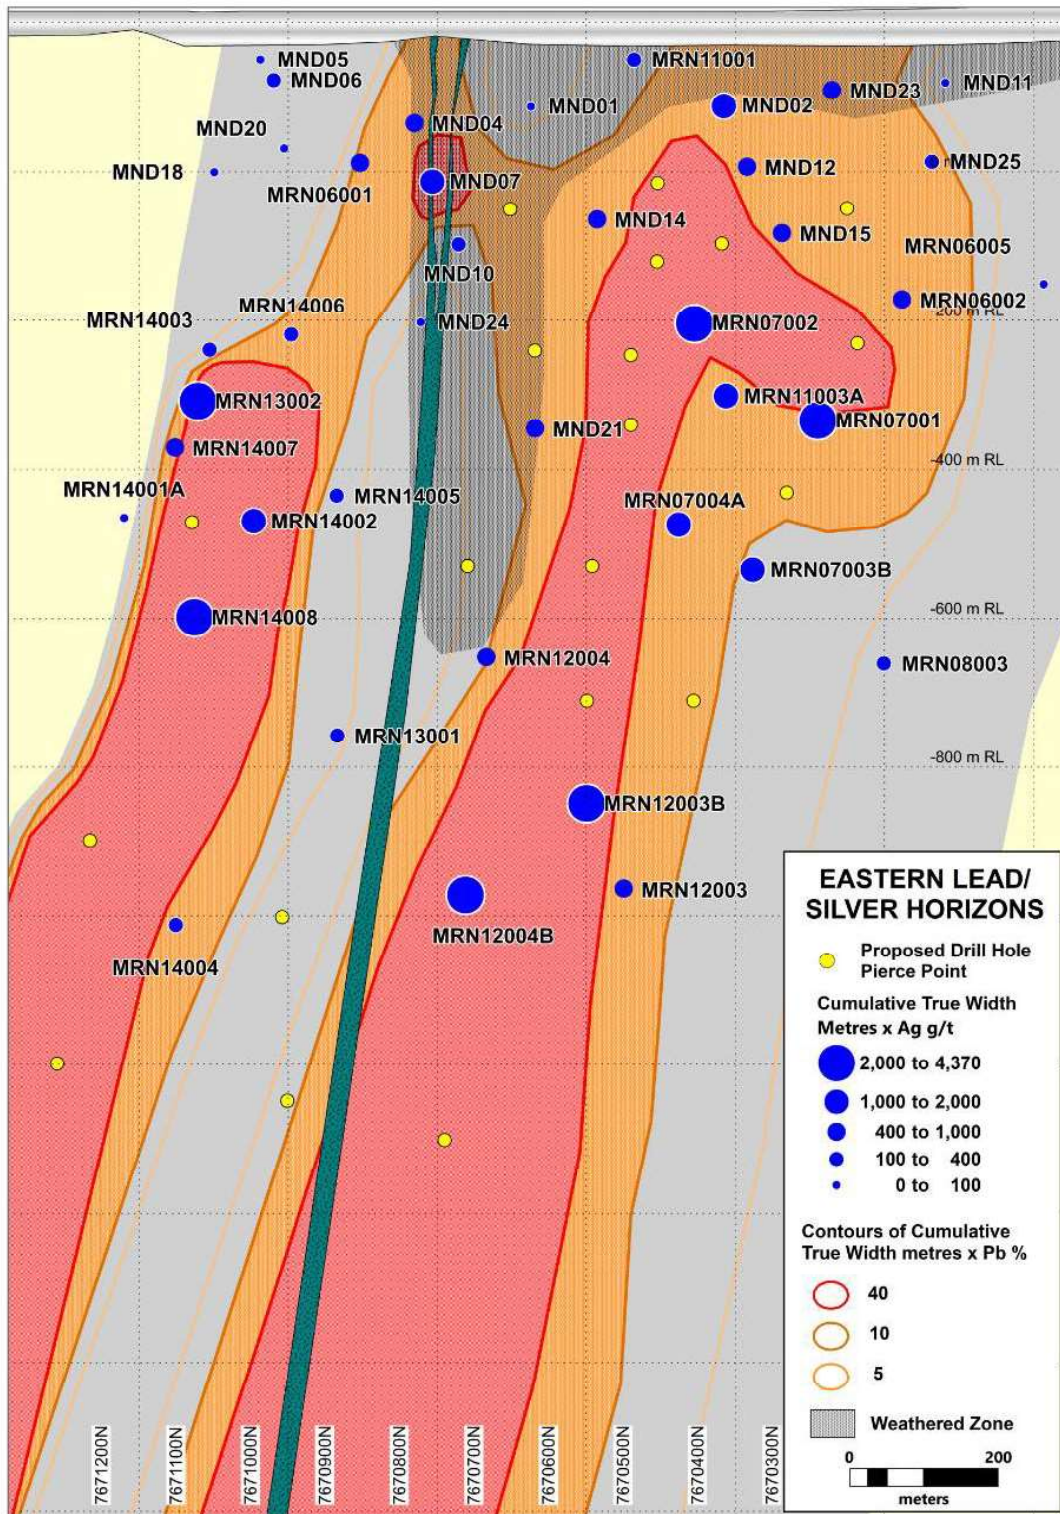 MND05
MRN11001
MND06
MND11
MND23
MND01
MND02
MND04
MND20
MND25
MND12
MND18
MRN06001
MND07
MND14
MND15
MRN06005
MND10
MRN06002
-200 m RL
MRN14006
MRN14003
MND24
MRN07002
MRN13002
MRN11003A
MRN07001
MND21
MRN14007
-400 m RL
MRN14001A
MRN14005
MRN07004A
MRN14002
MRN07003B
MRN14008
-600 m RL
MRN12004
MRN08003
MRN13001
-800 m RL
MRN12003B
MRN12003
MRN12004B
MRN14004
EASTERN LEAD/
SILVER HORIZONS
Proposed Drill Hole
Pierce Point
Cumulative True Width
Metres x Ag g/t
2,000 to 4,370
1,000 to 2,000
400 to 1,000
100 to 400
0 to 100
Contours of Cumulative
True Width metres x Pb %
40
10
5
Weathered Zone
0 200
meters
7671200N
7671100N
7671000N
7670900N
7670800N
7670700N
7670600N
7670500N
7670400N
7670300N